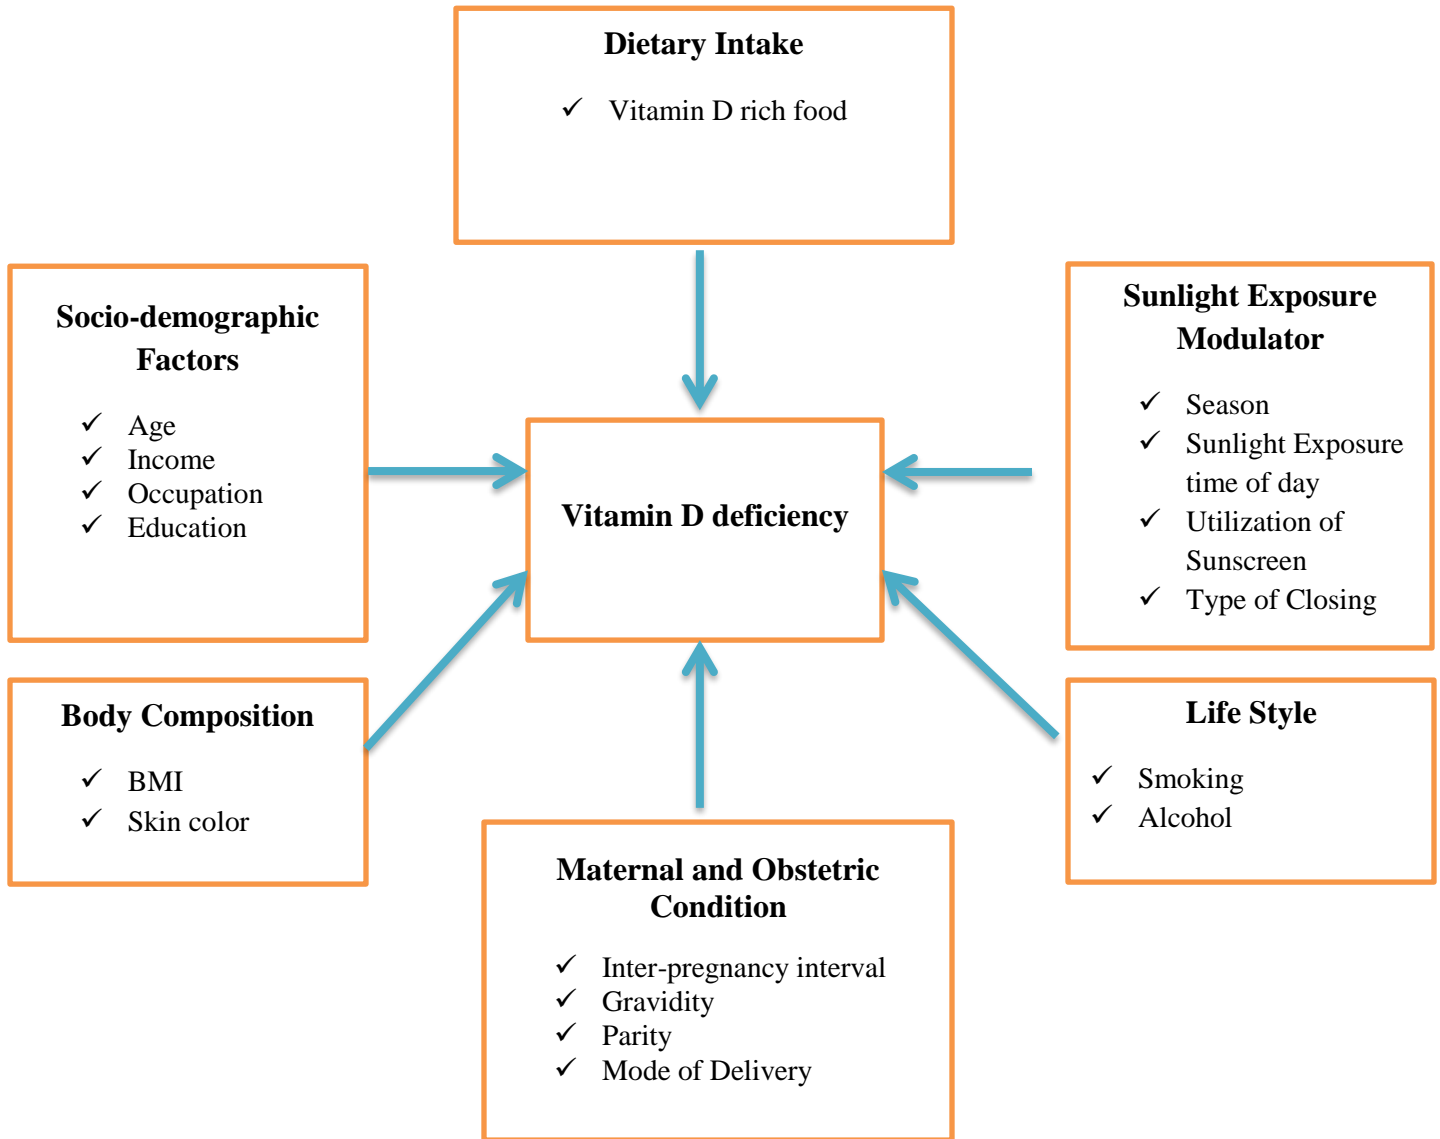 Dietary Intake
✓ Vitamin D rich food
Socio-demographic
Factors
✓ Age
✓ Income
✓ Occupation
✓ Education
Sunlight Exposure
Modulator
✓ Season
✓ Sunlight Exposure
time of day
✓ Utilization of
Sunscreen
✓ Type of Closing
Vitamin D deficiency
Body Composition
✓ BMI
✓ Skin color
Life Style
✓ Smoking
✓ Alcohol
Maternal and Obstetric
Condition
✓ Inter-pregnancy interval
✓ Gravidity
✓ Parity
✓ Mode of Delivery